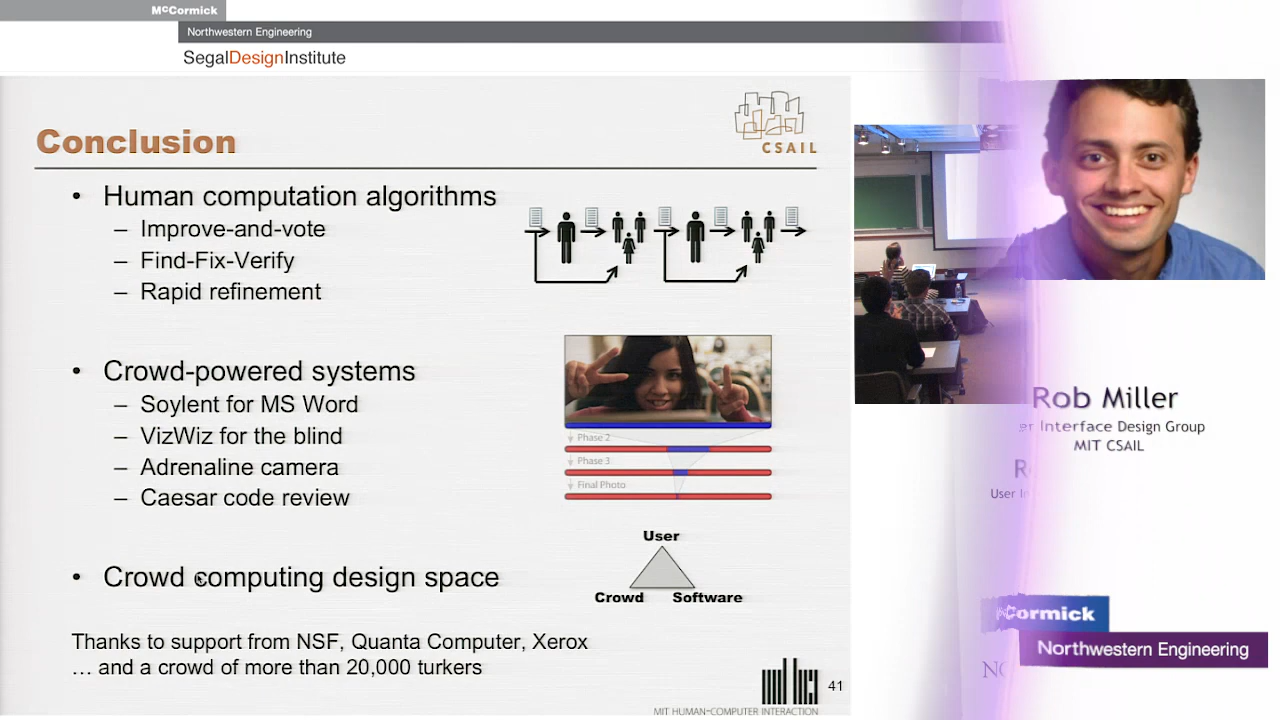 McCormick
Northwestern Engineering
SegalDesignInstitute
Conclusion
CSAIL
• Human computation algorithms
– Improve-and-vote
– Find-Fix-Verify
– Rapid refinement
• Crowd-powered systems
– Soylent for MS Word
– VizWiz for the blind
– Adrenaline camera
– Caesar code review
Phase 2
Phase 3
Final Photo
• Crowd computing design space
User
Crowd Software
Thanks to support from NSF, Quanta Computer, Xerox
… and a crowd of more than 20,000 turkers
41
MIT HUMAN-COMPUTER INTERACTION
Rob Miller
Interface Design Group
MIT CSAIL
User
Cormick
Northwestern Engineering